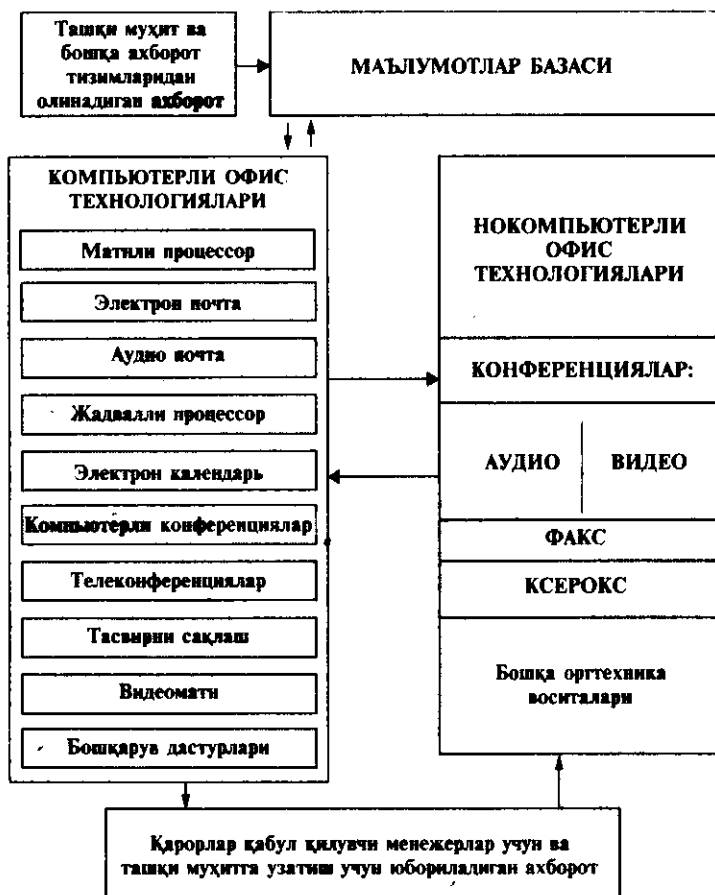 Ташқи муҳит ва
бошқа ахборот
тизимларидан
олинадиган ахборот
МАЪЛУМОТЛАР БАЗАСИ
КОМПЬЮТЕРЛИ ОФИС
ТЕХНОЛОГИЯЛАРИ
Матнли процессор
Электрон почта
Аудио почта
Жадвалли процессор
Электрон календарь
Компьютерли конференциялар
Телеконференциялар
Тасвирни сақлаш
Видеоматн
Бошқарув дастурлари
НОКОМПЬЮТЕРЛИ
ОФИС
ТЕХНОЛОГИЯЛАРИ
КОНФЕРЕНЦИЯЛАР:
АУДИО ВИДЕО
ФАКС
КСЕРОКС
Бошқа оргтехника
воситалари
Қарорлар қабул қилувчи менежерлар учун ва
ташқи муҳитга узатиш учун юбориладиган ахборот